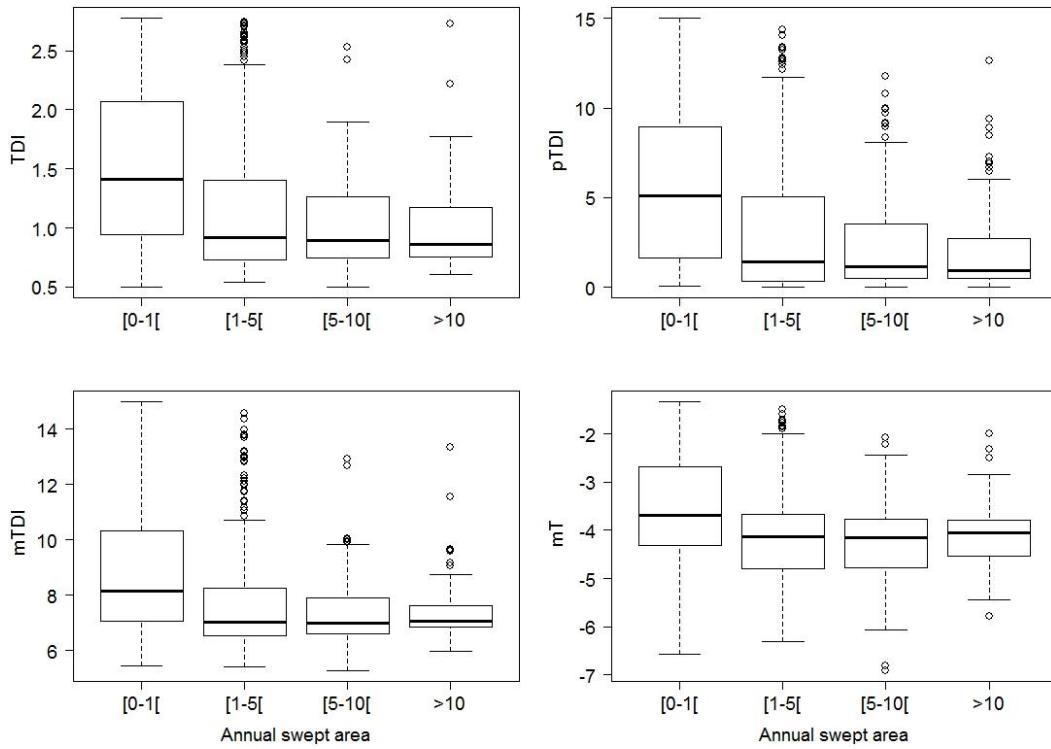 TDI
2.5
2.0
1.5
1.0
0.5
[0-1[ [1-5[ [5-10[ >10
pTDI
15
10
5
0
[0-1[ [1-5[ [5-10[ >10
mTDI
14
12
10
8
6
[0-1[ [1-5[ [5-10[ >10
Annual swept area
mT
-2
-3
-4
-5
-6
-7
[0-1[ [1-5[ [5-10[ >10
Annual swept area